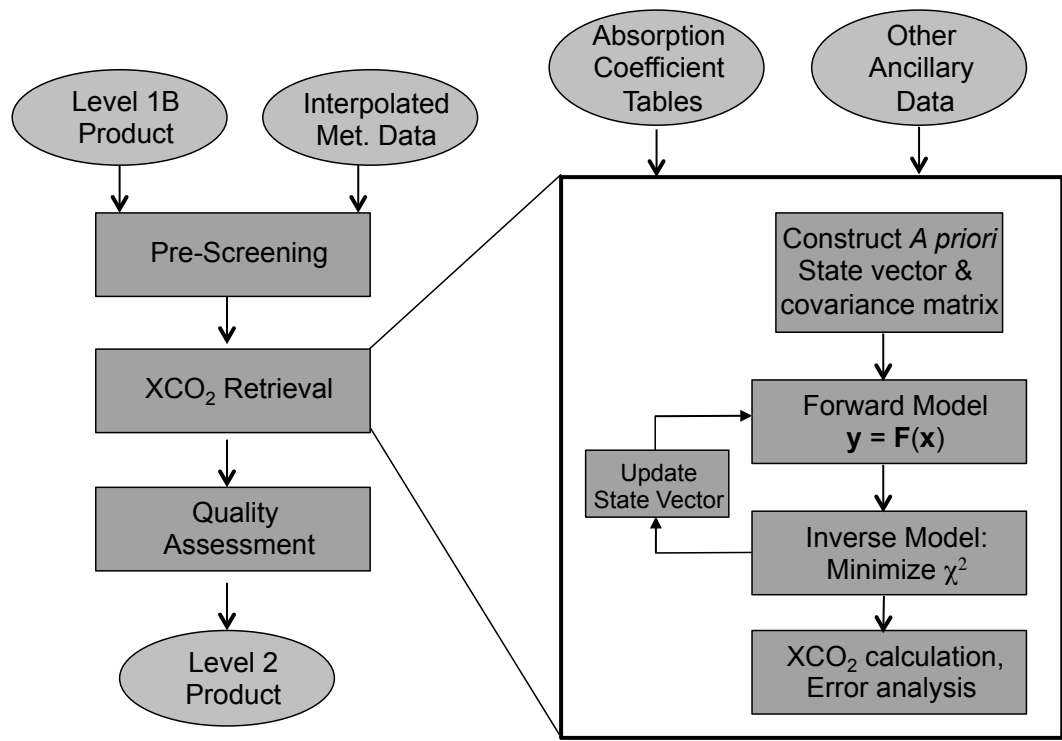 Level 1B
Product
Interpolated
Met. Data
Pre-Screening
XCO₂ Retrieval
Quality
Assessment
Level 2
Product
Absorption
Coefficient
Tables
Other
Ancillary
Data
Construct A priori
State vector &
covariance matrix
Forward Model
y = F(x)
Update
State Vector
Inverse Model:
Minimize χ²
XCO₂ calculation,
Error analysis